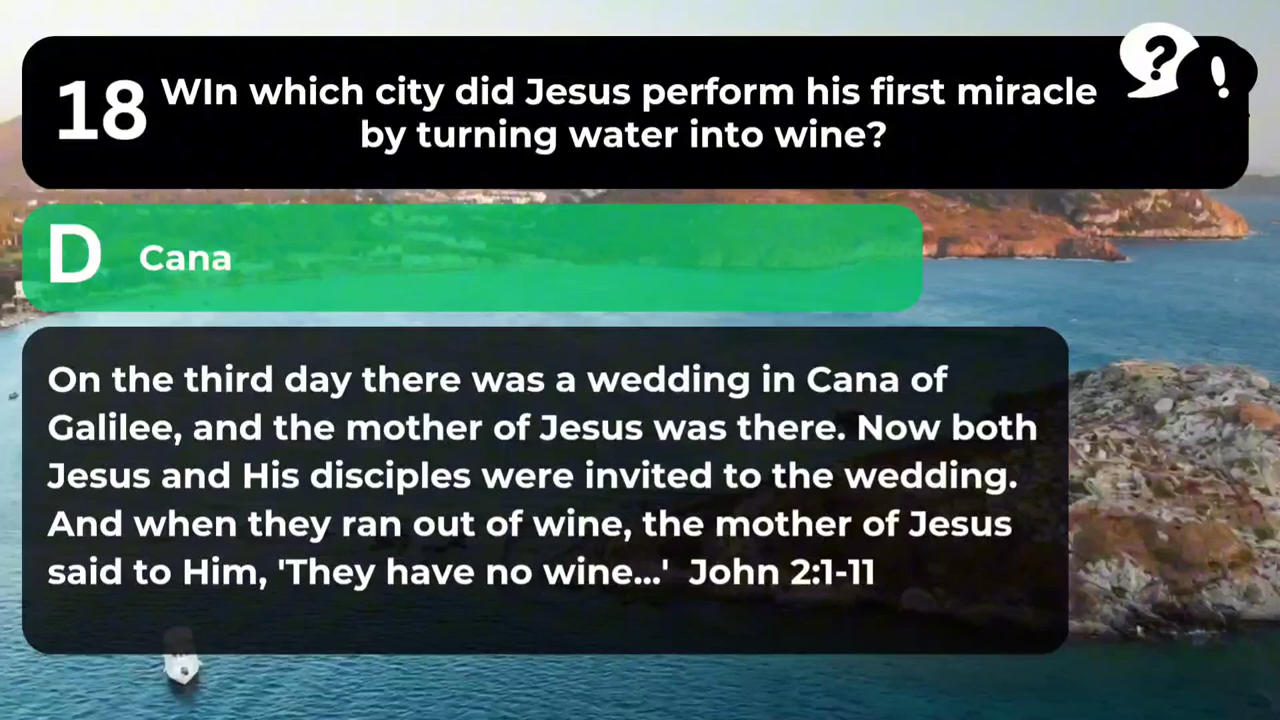 18 WIn which city did Jesus perform his first miracle
by turning water into wine?
D Cana
On the third day there was a wedding in Cana of
Galilee, and the mother of Jesus was there. Now both
Jesus and His disciples were invited to the wedding.
And when they ran out of wine, the mother of Jesus
said to Him, 'They have no wine...' John 2:1-11